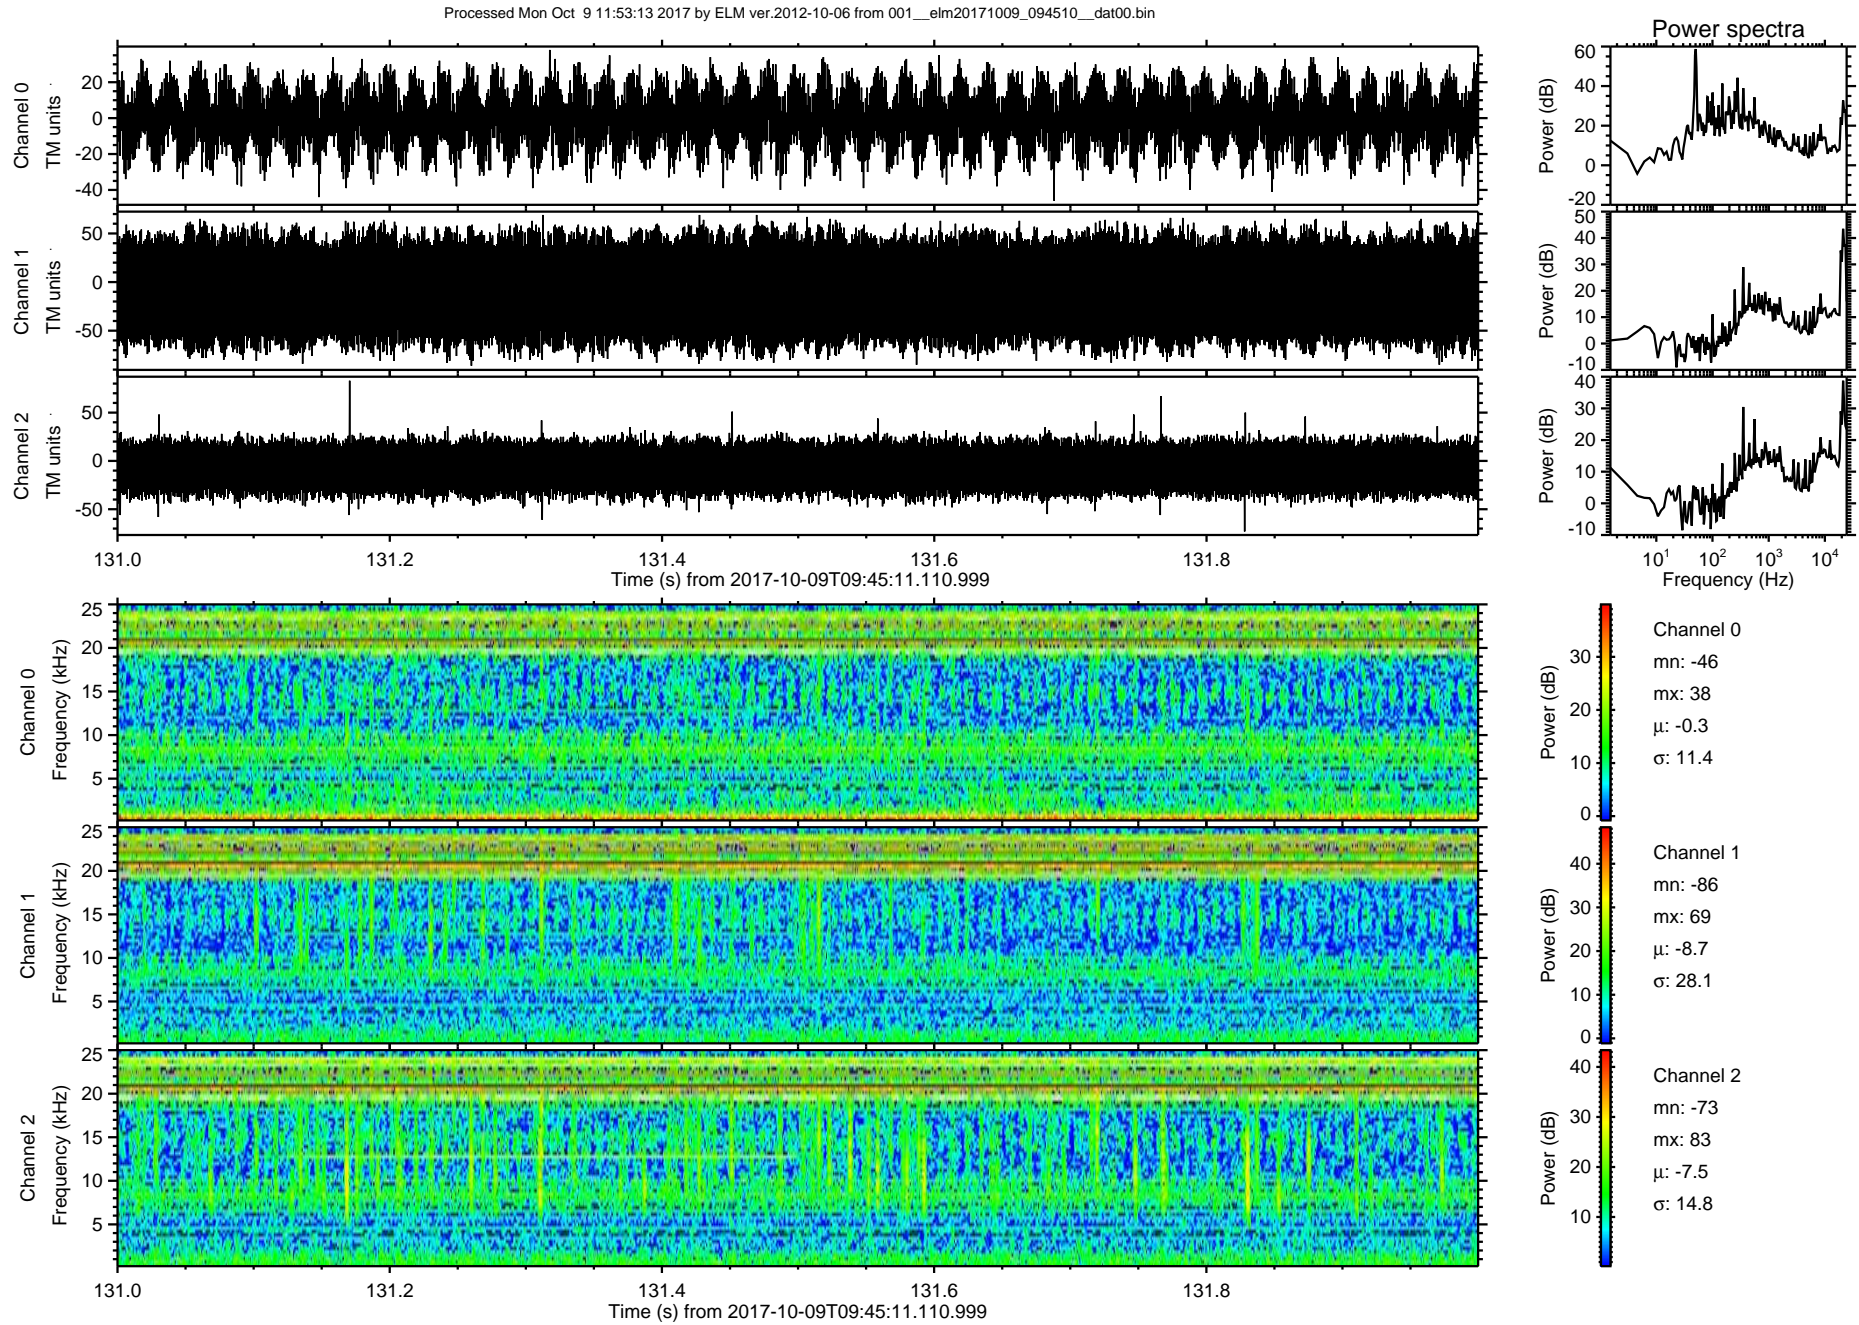 Processed Mon Oct  9 11:53:13 2017 by ELM ver.2012-10-06 from 001__elm20171009_094510__dat00.bin
Power spectra
Channel 0
TM units
20
0
-20
-40
Power (dB)
60
40
20
0
-20
Channel 1
TM units
50
0
-50
Power (dB)
50
40
30
20
10
0
-10
Channel 2
TM units
50
0
-50
Power (dB)
40
30
20
10
0
-10
131.0 131.2 131.4 131.6 131.8
Time (s) from 2017-10-09T09:45:11.110.999
10¹ 10² 10³ 10⁴
Frequency (Hz)
Channel 0
Frequency (kHz)
25
20
15
10
5
Power (dB)
30
20
10
0
Channel 0
mn: -46
mx: 38
μ: -0.3
σ: 11.4
Channel 1
Frequency (kHz)
25
20
15
10
5
Power (dB)
40
30
20
10
0
Channel 1
mn: -86
mx: 69
μ: -8.7
σ: 28.1
Channel 2
Frequency (kHz)
25
20
15
10
5
Power (dB)
40
30
20
10
Channel 2
mn: -73
mx: 83
μ: -7.5
σ: 14.8
131.0 131.2 131.4 131.6 131.8
Time (s) from 2017-10-09T09:45:11.110.999